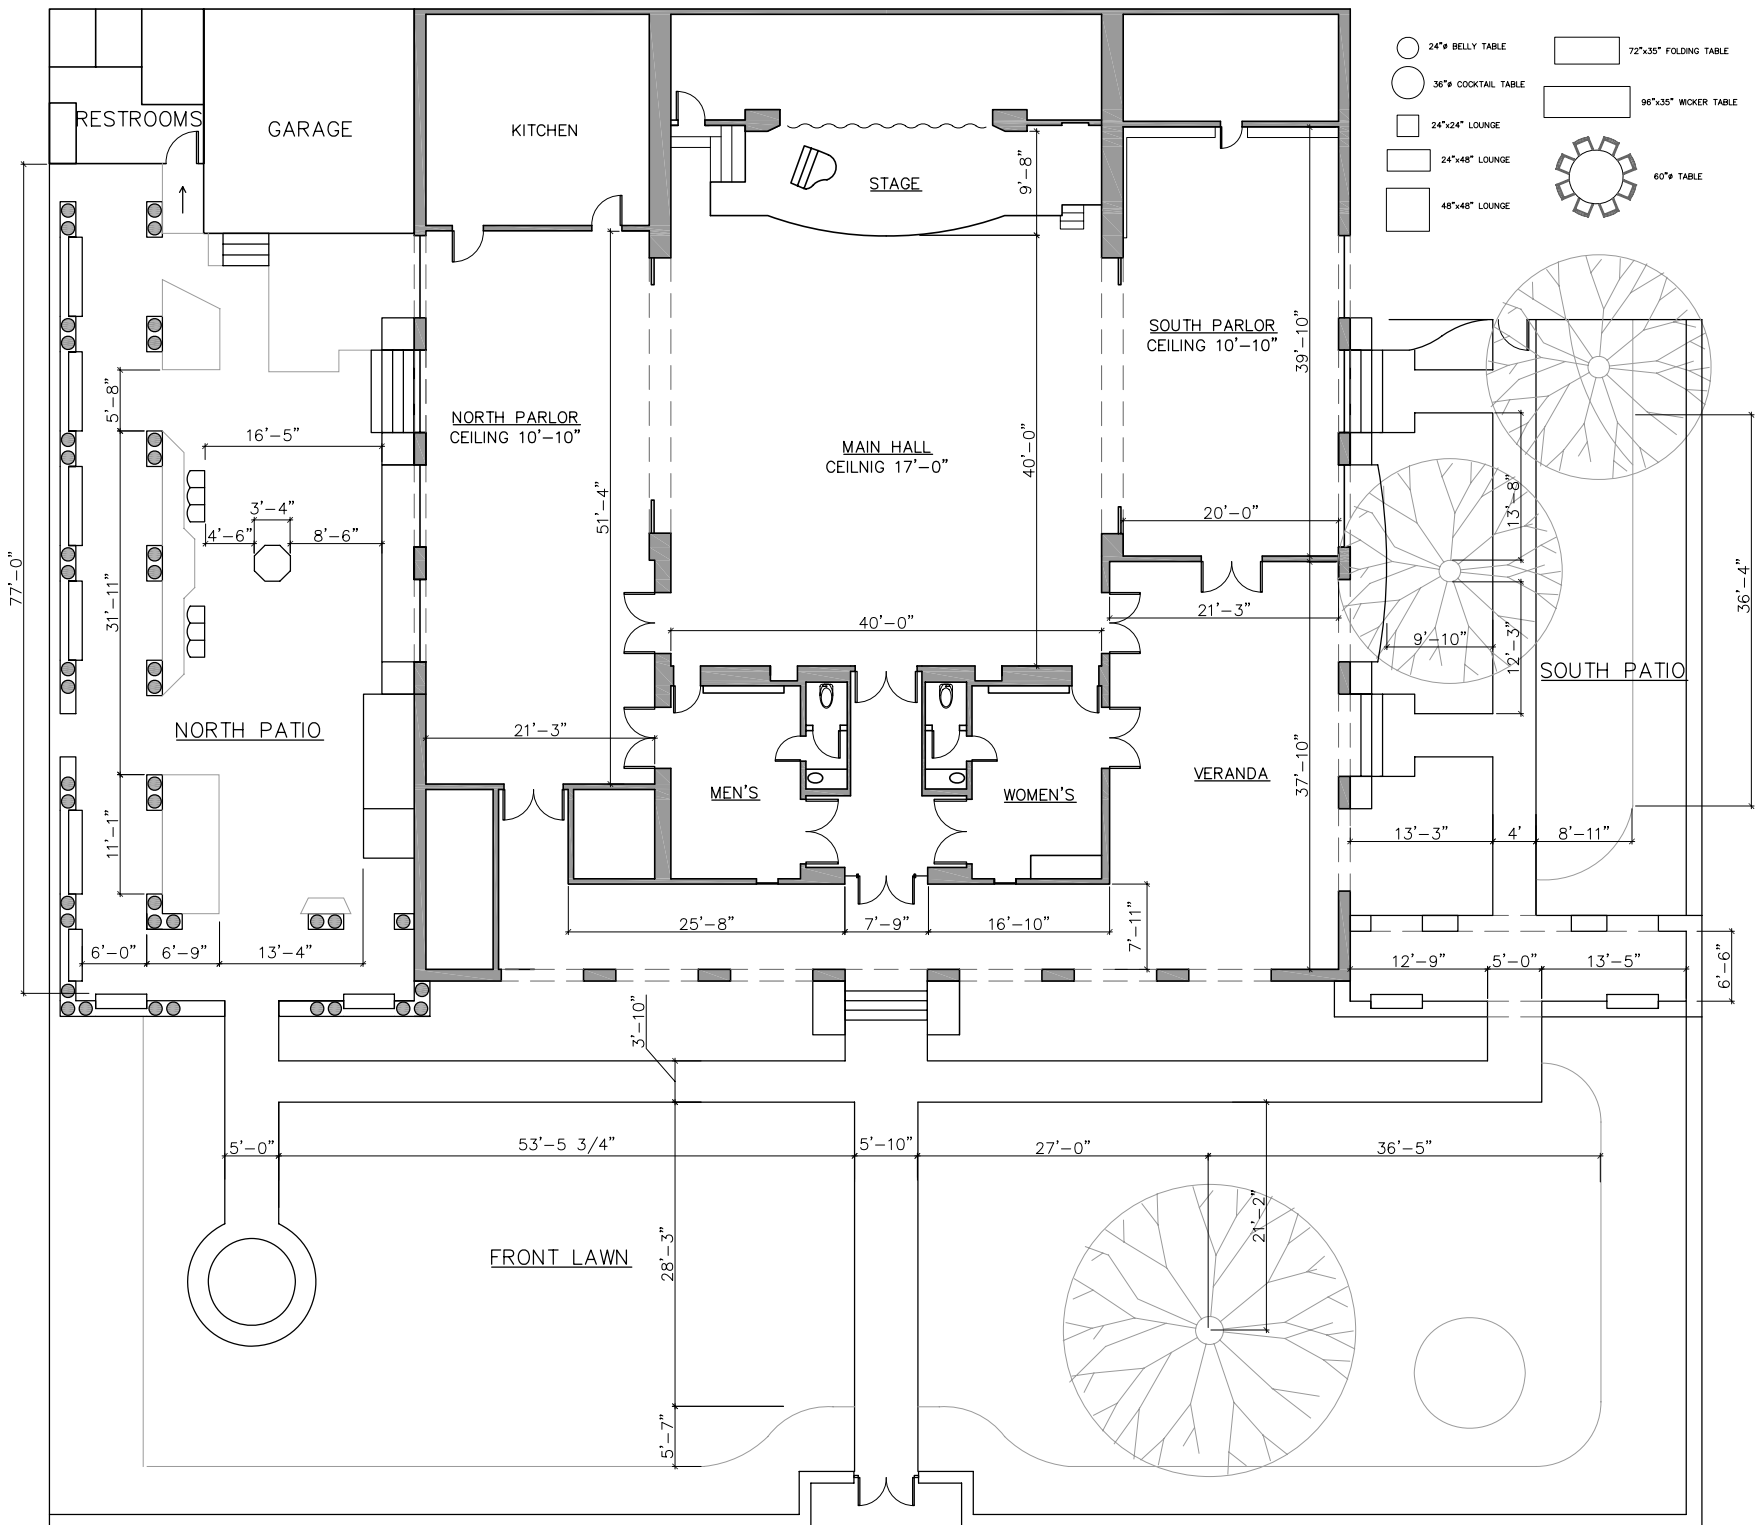 24"ø BELLY TABLE
72"x35" FOLDING TABLE
36"ø COCKTAIL TABLE
96"x35" WICKER TABLE
24"x24" LOUNGE
24"x48" LOUNGE
60"ø TABLE
48"x48" LOUNGE
RESTROOMS
GARAGE
KITCHEN
STAGE
9'-8"
SOUTH PARLOR
CEILING 10'-10"
39'-10"
5'-8"
NORTH PARLOR
CEILING 10'-10"
16'-5"
MAIN HALL
CEILNIG 17'-0"
40'-0"
51'-4"
3'-4"
4'-6"
8'-6"
20'-0"
13'-8"
77'-0"
31'-11"
36'-4"
21'-3"
40'-0"
9'-10"
12'-3"
SOUTH PATIO
NORTH PATIO
21'-3"
MEN'S
WOMEN'S
VERANDA
37'-10"
11'-1"
13'-3"
4'
8'-11"
25'-8"
7'-9"
16'-10"
7'-11"
6'-0"
6'-9"
13'-4"
12'-9"
5'-0"
13'-5"
6'-6"
3'-10"
5'-0"
53'-5 3/4"
5'-10"
27'-0"
36'-5"
21'-2"
28'-3"
FRONT LAWN
5'-7"